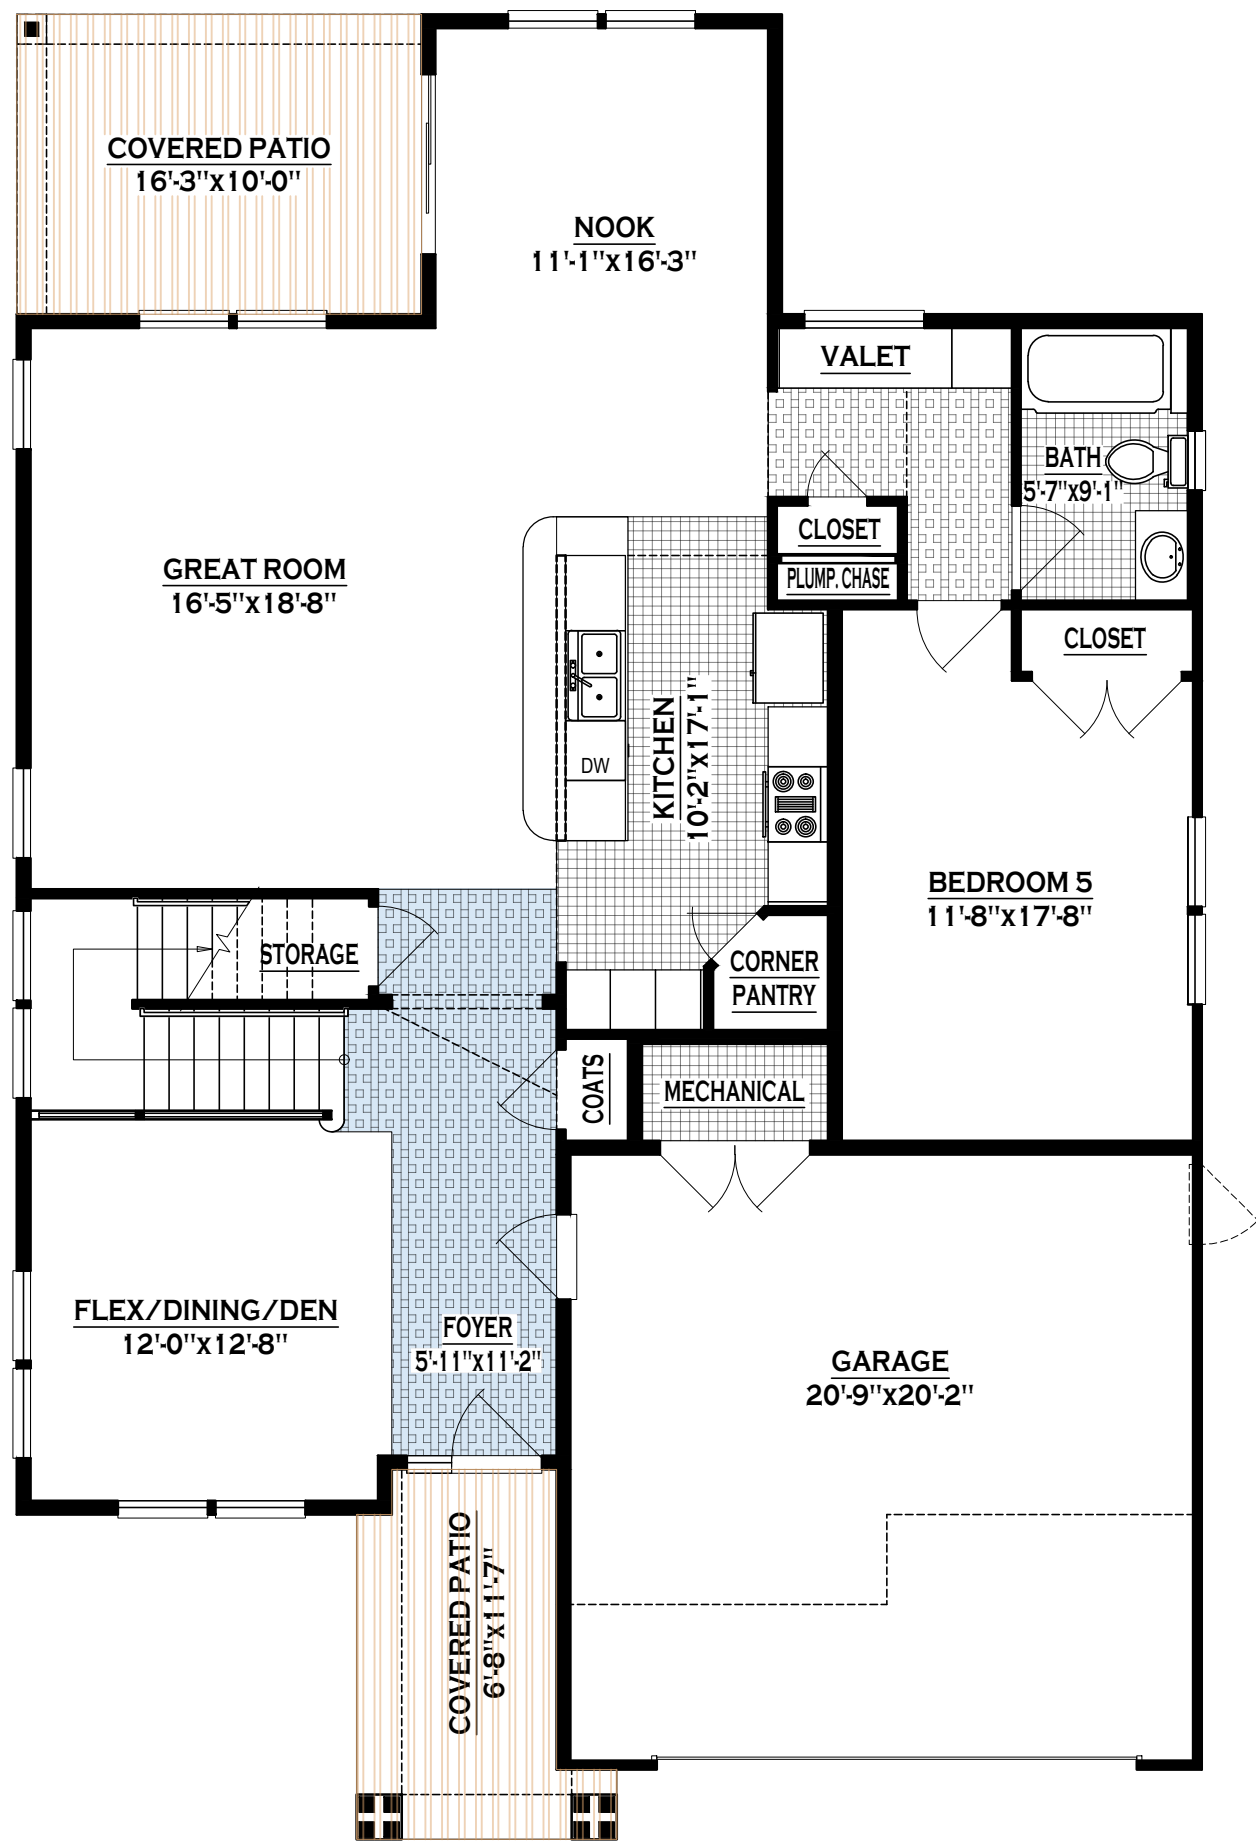 COVERED PATIO
16'-3"x10'-0"
NOOK
11'-1"x16'-3"
VALET
BATH
5'-7"x9'-1"
CLOSET
PLUMP. CHASE
GREAT ROOM
16'-5"x18'-8"
CLOSET
KITCHEN
10'-2"x17'-1"
DW
BEDROOM 5
11'-8"x17'-8"
STORAGE
CORNER
PANTRY
COATS
MECHANICAL
FLEX/DINING/DEN
12'-0"x12'-8"
FOYER
5'-11"x11'-2"
GARAGE
20'-9"x20'-2"
COVERED PATIO
6'-8"x11'-7"